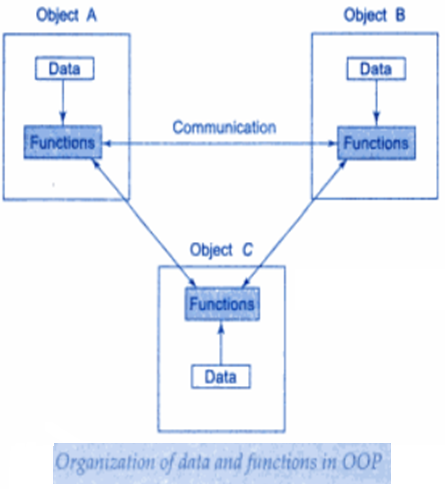 Object A
Object B
Data
Data
Communication
Functions
Functions
Object C
Functions
Data
Organization of data and functions in OOP